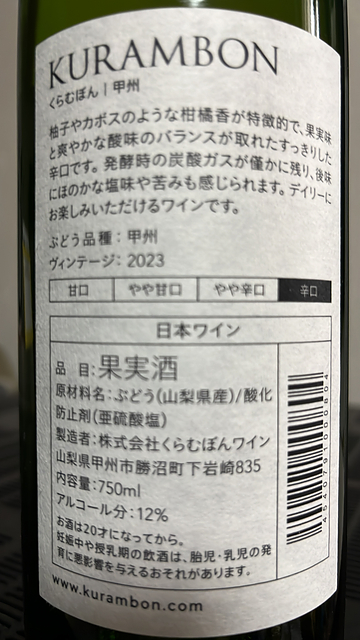 KURAMBON
くらむぼん | 甲州
柚子やカボスのような柑橘香が特徴的で、果実味
と爽やかな酸味のバランスが取れたすっきりした
辛口です。発酵時の炭酸ガスが僅かに残り、後味
にほのかな塩味や苦みも感じられます。デイリーに
お楽しみいただけるワインです。
ぶどう品種：甲州
ヴィンテージ：2023
甘口 やや甘口 やや辛口 辛口
日本ワイン
品 目:果実酒
原材料名：ぶどう(山梨県産)/酸化
防止剤(亜硫酸塩)
製造者：株式会社くらむぼんワイン
山梨県甲州市勝沼町下岩崎835
内容量：750ml
アルコール分：12%
お酒は20才になってから。
妊娠中や授乳期の飲酒は、胎児・乳児の発
育に悪影響を与えるおそれがあります。
www.kurambon.com